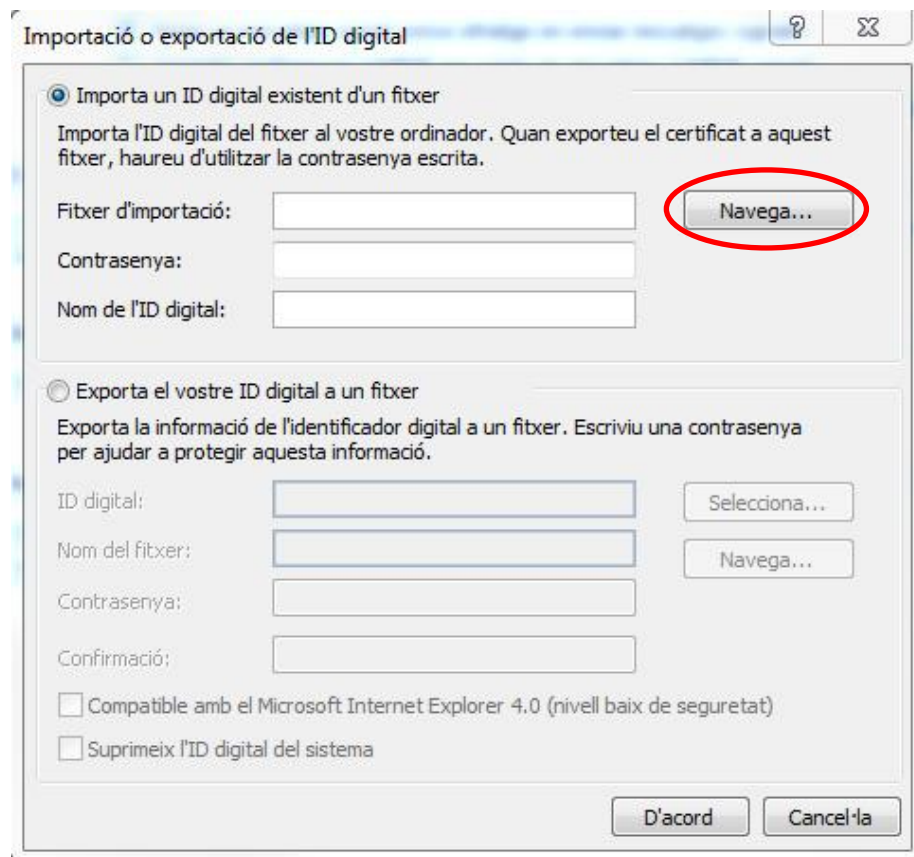 Importació o exportació de l'ID digital
Importa un ID digital existent d'un fitxer
Importa l'ID digital del fitxer al vostre ordinador. Quan exporteu el certificat a aquest
fitxer, haureu d'utilitzar la contrasenya escrita.
Fitxer d'importació:
Navega...
Contrasenya:
Nom de l'ID digital:
Exporta el vostre ID digital a un fitxer
Exporta la informació de l'identificador digital a un fitxer. Escriviu una contrasenya
per ajudar a protegir aquesta informació.
ID digital:
Selecciona...
Nom del fitxer:
Navega...
Contrasenya:
Confirmació:
Compatible amb el Microsoft Internet Explorer 4.0 (nivell baix de seguretat)
Suprimeix l'ID digital del sistema
D'acord
Cancel·la